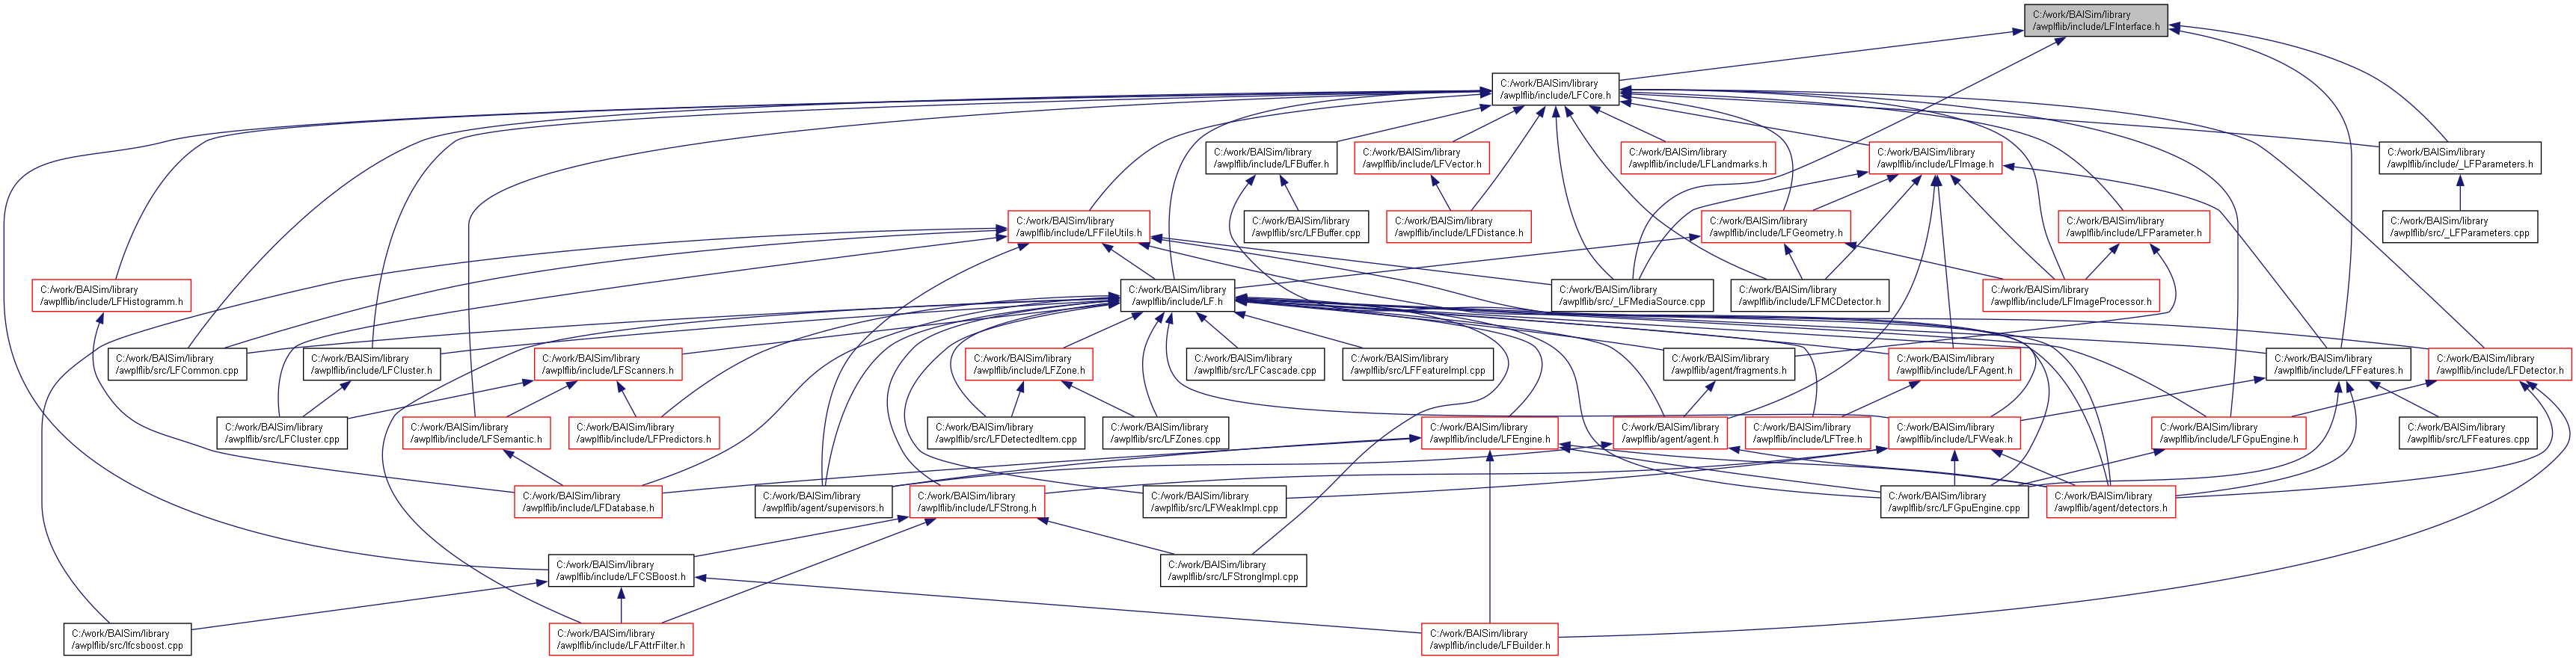 C:/work/BAISim/library
/awplflib/include/LFInterface.h
C:/work/BAISim/library
/awplflib/include/LFCore.h
C:/work/BAISim/library
/awplflib/include/LFBuffer.h
C:/work/BAISim/library
/awplflib/include/LFVector.h
C:/work/BAISim/library
/awplflib/include/LFLandmarks.h
C:/work/BAISim/library
/awplflib/include/LFImage.h
C:/work/BAISim/library
/awplflib/include/_LFParameters.h
C:/work/BAISim/library
/awplflib/include/LFFileUtils.h
C:/work/BAISim/library
/awplflib/src/LFBuffer.cpp
C:/work/BAISim/library
/awplflib/include/LFDistance.h
C:/work/BAISim/library
/awplflib/include/LFGeometry.h
C:/work/BAISim/library
/awplflib/include/LFParameter.h
C:/work/BAISim/library
/awplflib/src/_LFParameters.cpp
C:/work/BAISim/library
/awplflib/include/LFHistogramm.h
C:/work/BAISim/library
/awplflib/include/LF.h
C:/work/BAISim/library
/awplflib/src/_LFMediaSource.cpp
C:/work/BAISim/library
/awplflib/include/LFMCDetector.h
C:/work/BAISim/library
/awplflib/include/LFImageProcessor.h
C:/work/BAISim/library
/awplflib/src/LFCommon.cpp
C:/work/BAISim/library
/awplflib/include/LFCluster.h
C:/work/BAISim/library
/awplflib/include/LFScanners.h
C:/work/BAISim/library
/awplflib/include/LFZone.h
C:/work/BAISim/library
/awplflib/src/LFCascade.cpp
C:/work/BAISim/library
/awplflib/src/LFFeatureImpl.cpp
C:/work/BAISim/library
/awplflib/agent/fragments.h
C:/work/BAISim/library
/awplflib/include/LFAgent.h
C:/work/BAISim/library
/awplflib/include/LFFeatures.h
C:/work/BAISim/library
/awplflib/include/LFDetector.h
C:/work/BAISim/library
/awplflib/src/LFCluster.cpp
C:/work/BAISim/library
/awplflib/include/LFSemantic.h
C:/work/BAISim/library
/awplflib/include/LFPredictors.h
C:/work/BAISim/library
/awplflib/src/LFDetectedItem.cpp
C:/work/BAISim/library
/awplflib/src/LFZones.cpp
C:/work/BAISim/library
/awplflib/include/LFEngine.h
C:/work/BAISim/library
/awplflib/agent/agent.h
C:/work/BAISim/library
/awplflib/include/LFTree.h
C:/work/BAISim/library
/awplflib/include/LFWeak.h
C:/work/BAISim/library
/awplflib/include/LFGpuEngine.h
C:/work/BAISim/library
/awplflib/src/LFFeatures.cpp
C:/work/BAISim/library
/awplflib/include/LFDatabase.h
C:/work/BAISim/library
/awplflib/agent/supervisors.h
C:/work/BAISim/library
/awplflib/include/LFStrong.h
C:/work/BAISim/library
/awplflib/src/LFWeakImpl.cpp
C:/work/BAISim/library
/awplflib/src/LFGpuEngine.cpp
C:/work/BAISim/library
/awplflib/agent/detectors.h
C:/work/BAISim/library
/awplflib/include/LFCSBoost.h
C:/work/BAISim/library
/awplflib/src/LFStrongImpl.cpp
C:/work/BAISim/library
/awplflib/src/lfcsboost.cpp
C:/work/BAISim/library
/awplflib/include/LFAttrFilter.h
C:/work/BAISim/library
/awplflib/include/LFBuilder.h